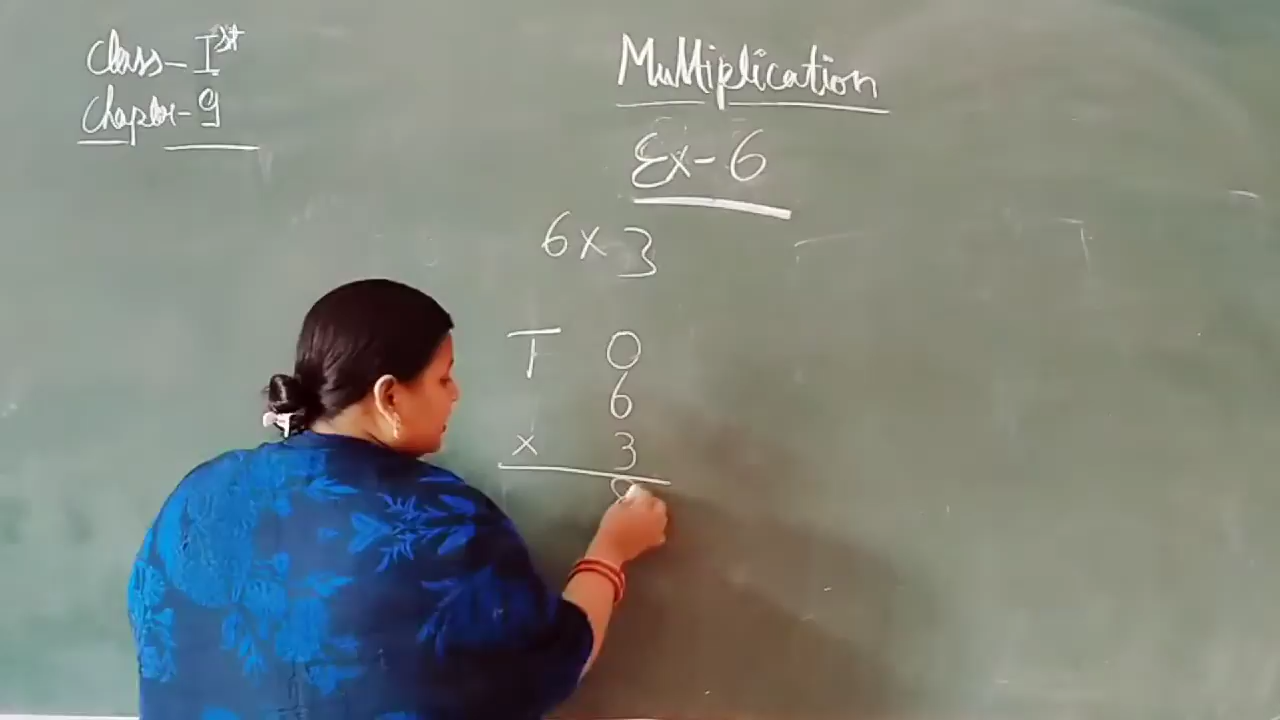 Class - Ist
Chapter - 9
Multiplication
Ex - 6
6 x 3
T O
6
x 3